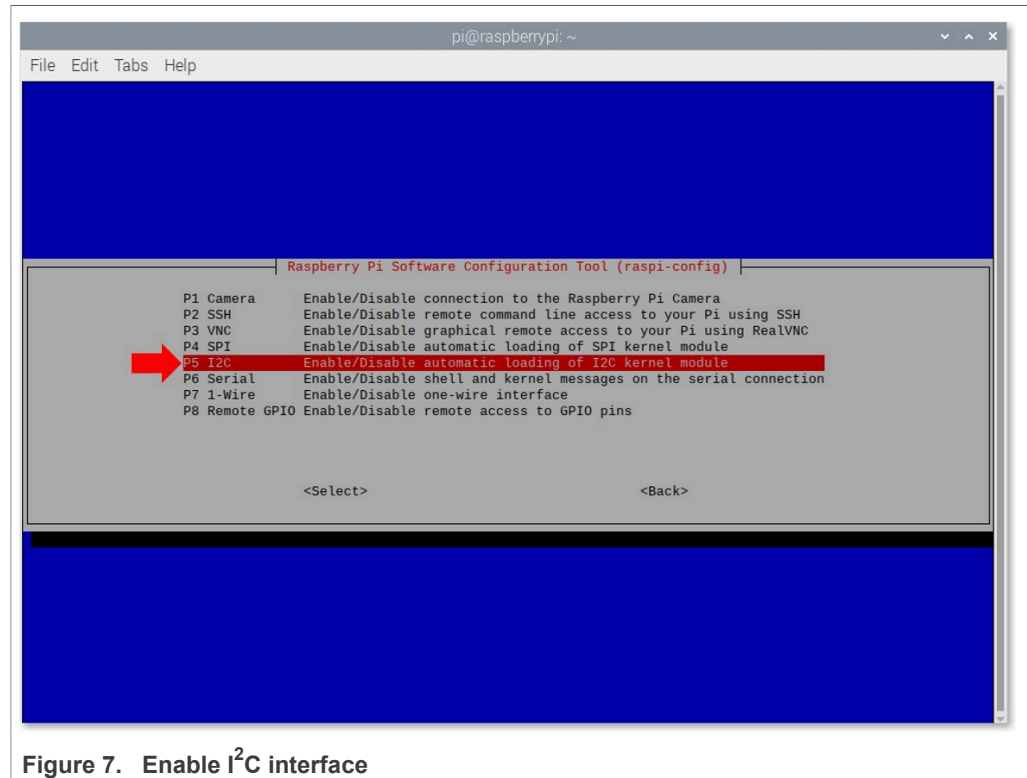 pi@raspberrypi: ~
File Edit Tabs Help
Raspberry Pi Software Configuration Tool (raspi-config)
P1 Camera Enable/Disable connection to the Raspberry Pi Camera
P2 SSH Enable/Disable remote command line access to your Pi using SSH
P3 VNC Enable/Disable graphical remote access to your Pi using RealVNC
P4 SPI Enable/Disable automatic loading of SPI kernel module
P5 I2C Enable/Disable automatic loading of I2C kernel module
P6 Serial Enable/Disable shell and kernel messages on the serial connection
P7 1-Wire Enable/Disable one-wire interface
P8 Remote GPIO Enable/Disable remote access to GPIO pins
<Select> <Back>
Figure 7. Enable I²C interface